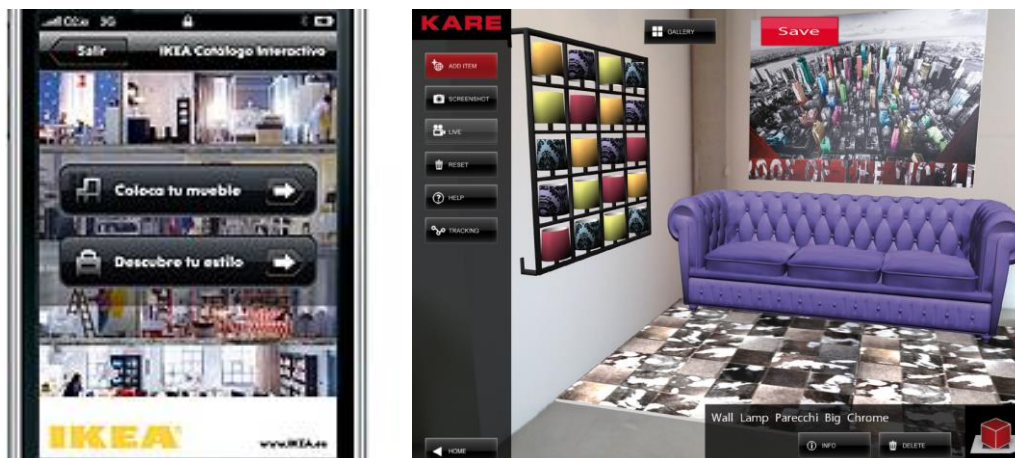 3G
Salir
IKEA Catálogo Interactivo
Coloca tu mueble
Descubre tu estilo
IKEA
www.IKEA.es
KARE
ADD ITEM
SCREENSHOT
LIVE
RESET
HELP
TRACKING
HOME
GALLERY
Save
Wall Lamp Parecchi Big Chrome
INFO
DELETE